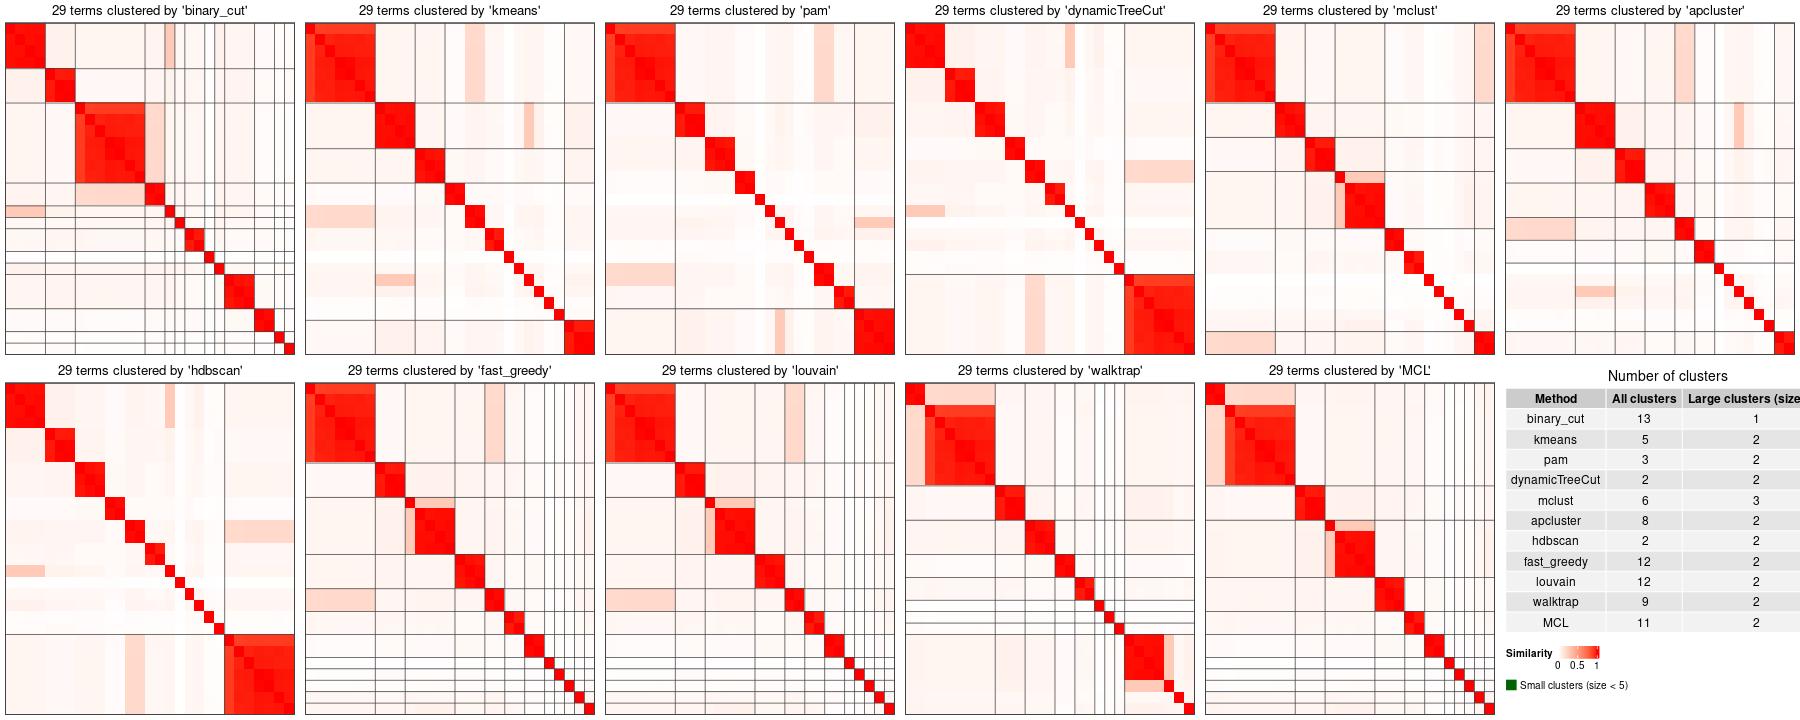 29 terms clustered by 'binary_cut'
29 terms clustered by 'kmeans'
29 terms clustered by 'pam'
29 terms clustered by 'dynamicTreeCut'
29 terms clustered by 'mclust'
29 terms clustered by 'apcluster'
29 terms clustered by 'hdbscan'
29 terms clustered by 'fast_greedy'
29 terms clustered by 'louvain'
29 terms clustered by 'walktrap'
29 terms clustered by 'MCL'
Number of clusters
Method All clusters Large clusters (size
binary_cut 13 1
kmeans 5 2
pam 3 2
dynamicTreeCut 2 2
mclust 6 3
apcluster 8 2
hdbscan 2 2
fast_greedy 12 2
louvain 12 2
walktrap 9 2
MCL 11 2
Similarity
0 0.5 1
Small clusters (size < 5)